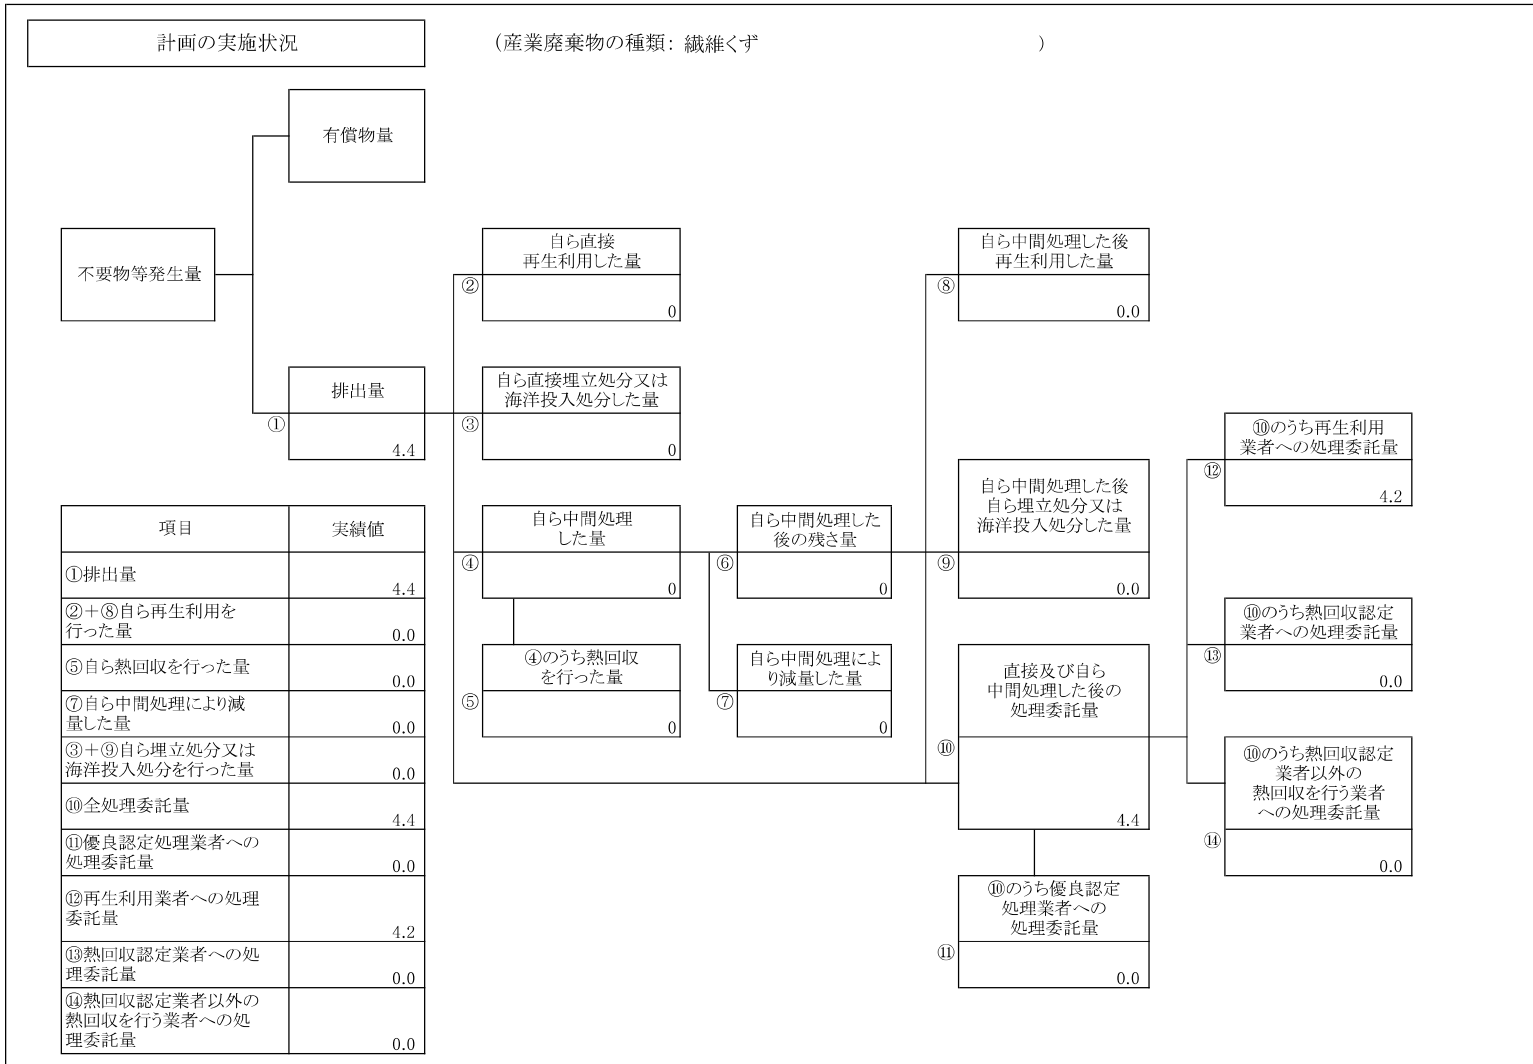 計画の実施状況
(産業廃棄物の種類: 繊維くず )
有償物量
不要物等発生量
排出量
①
4.4
自ら直接
再生利用した量
②
0
自ら直接埋立処分又は
海洋投入処分した量
③
0
自ら中間処理
した量
④
0
④のうち熱回収
を行った量
⑤
0
自ら中間処理した
後の残さ量
⑥
0
自ら中間処理によ
り減量した量
⑦
0
自ら中間処理した後
再生利用した量
⑧
0.0
自ら中間処理した後
自ら埋立処分又は
海洋投入処分した量
⑨
0.0
直接及び自ら
中間処理した後の
処理委託量
⑩
4.4
⑩のうち優良認定
処理業者への
処理委託量
⑪
0.0
⑩のうち再生利用
業者への処理委託量
⑫
4.2
⑩のうち熱回収認定
業者への処理委託量
⑬
0.0
⑩のうち熱回収認定
業者以外の
熱回収を行う業者
への処理委託量
⑭
0.0
項目 実績値
①排出量
4.4
②+⑧自ら再生利用を
行った量
0.0
⑤自ら熱回収を行った量
0.0
⑦自ら中間処理により減
量した量
0.0
③+⑨自ら埋立処分又は
海洋投入処分を行った量
0.0
⑩全処理委託量
4.4
⑪優良認定処理業者への
処理委託量
0.0
⑫再生利用業者への処理
委託量
4.2
⑬熱回収認定業者への処
理委託量
0.0
⑭熱回収認定業者以外の
熱回収を行う業者への処
理委託量
0.0